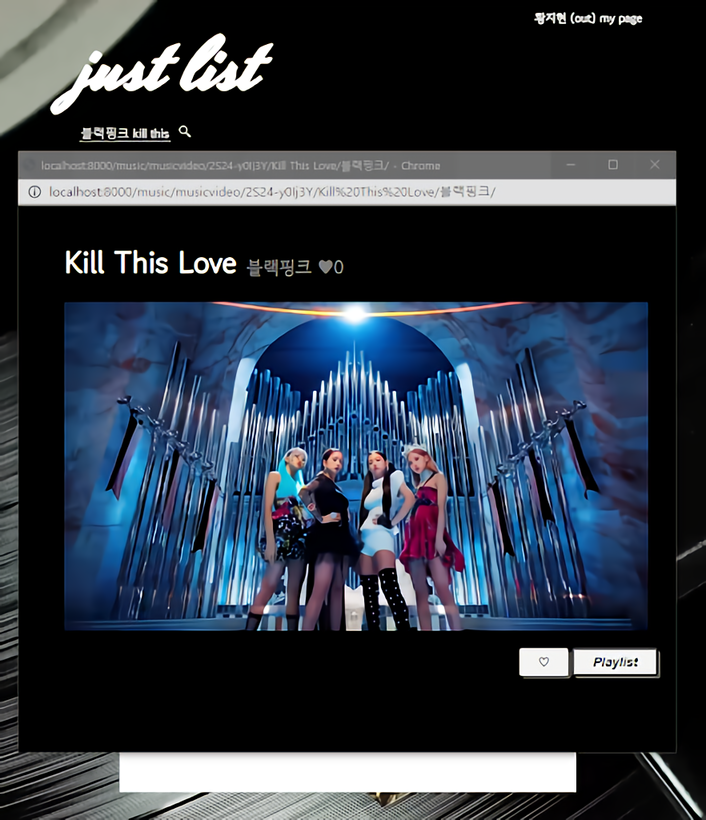 황지현 (out) my page
just list
블랙핑크 kill this
localhost:8000/music/musicvideo/2S24-y0Ij3Y/Kill This Love/블랙핑크/ - Chrome
localhost:8000/music/musicvideo/2S24-y0Ij3Y/Kill%20This%20Love/블랙핑크/
Kill This Love 블랙핑크 ♥0
♡ Playlist